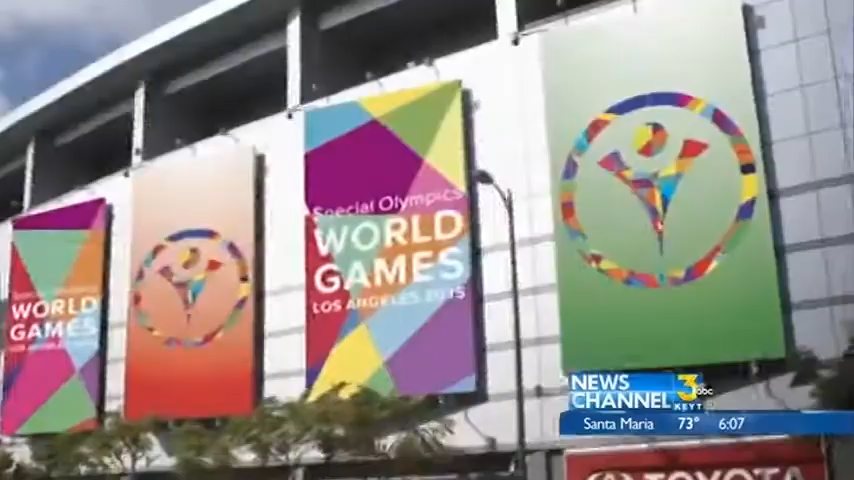 WORLD
GAMES
Special Olympics
WORLD
GAMES
LOS ANGELES 2015
NEWS
CHANNEL 3 abc
KEYT
Santa Maria 73° 6:07
TOYOTA